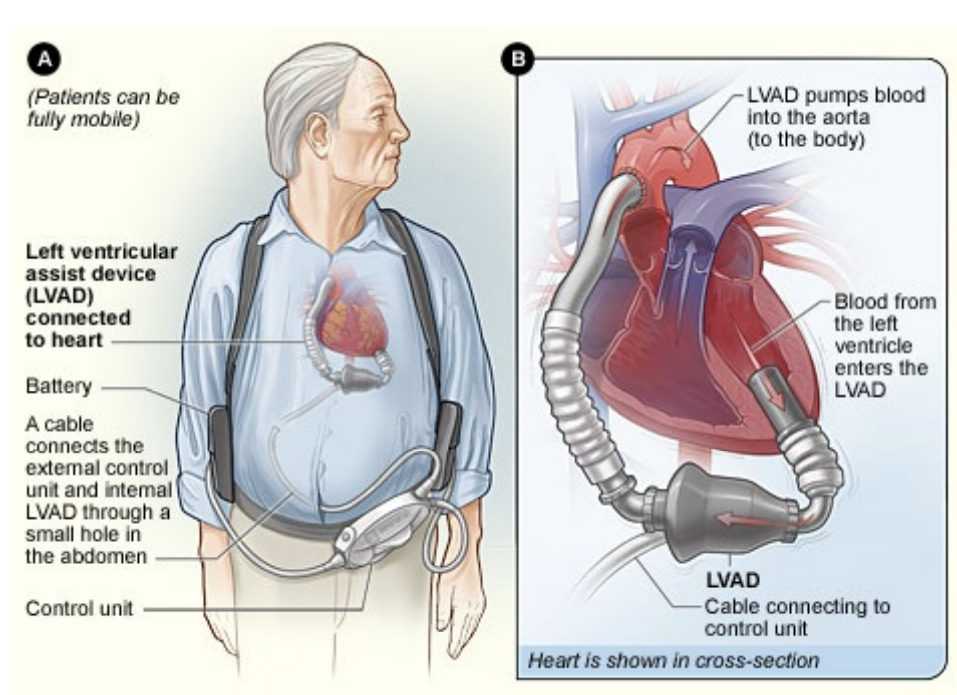 A
(Patients can be
fully mobile)
Left ventricular
assist device
(LVAD)
connected
to heart
Battery
A cable
connects the
external control
unit and internal
LVAD through a
small hole in
the abdomen
Control unit
B
LVAD pumps blood
into the aorta
(to the body)
Blood from
the left
ventricle
enters the
LVAD
LVAD
Cable connecting to
control unit
Heart is shown in cross-section